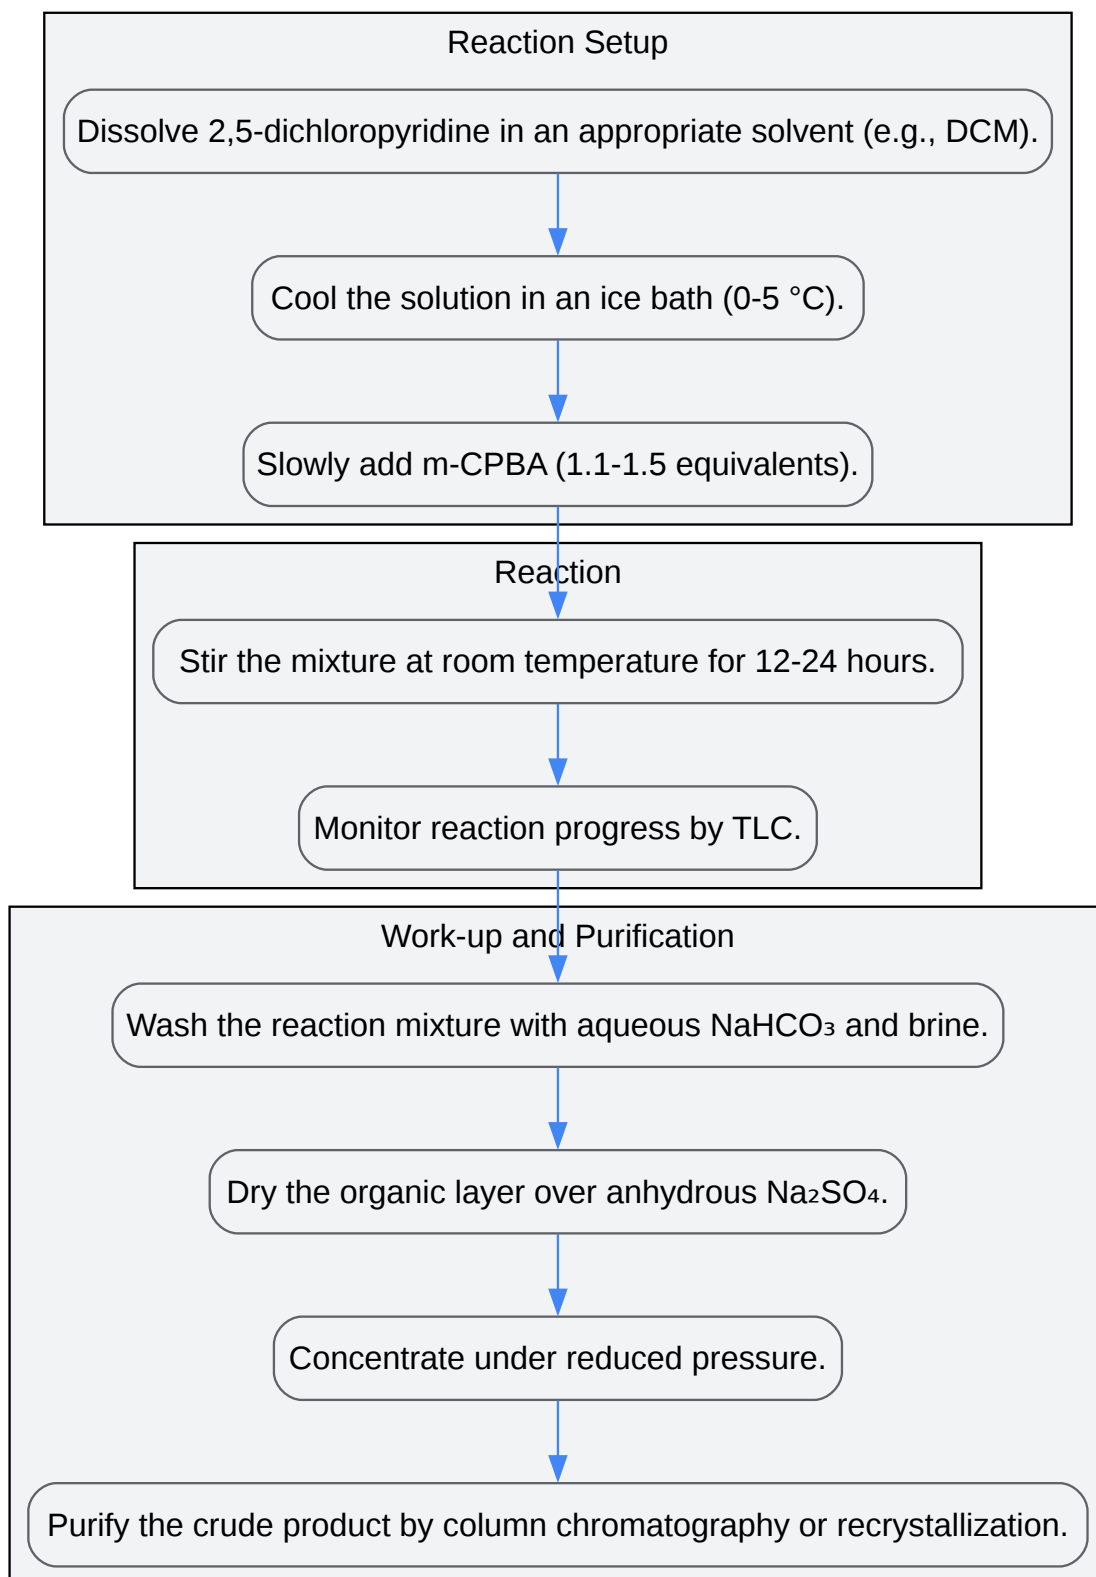 Reaction Setup
Dissolve 2,5-dichloropyridine in an appropriate solvent (e.g., DCM).
Cool the solution in an ice bath (0-5 °C).
Slowly add m-CPBA (1.1-1.5 equivalents).
Reaction
Stir the mixture at room temperature for 12-24 hours.
Monitor reaction progress by TLC.
Work-up and Purification
Wash the reaction mixture with aqueous NaHCO₃ and brine.
Dry the organic layer over anhydrous Na₂SO₄.
Concentrate under reduced pressure.
Purify the crude product by column chromatography or recrystallization.